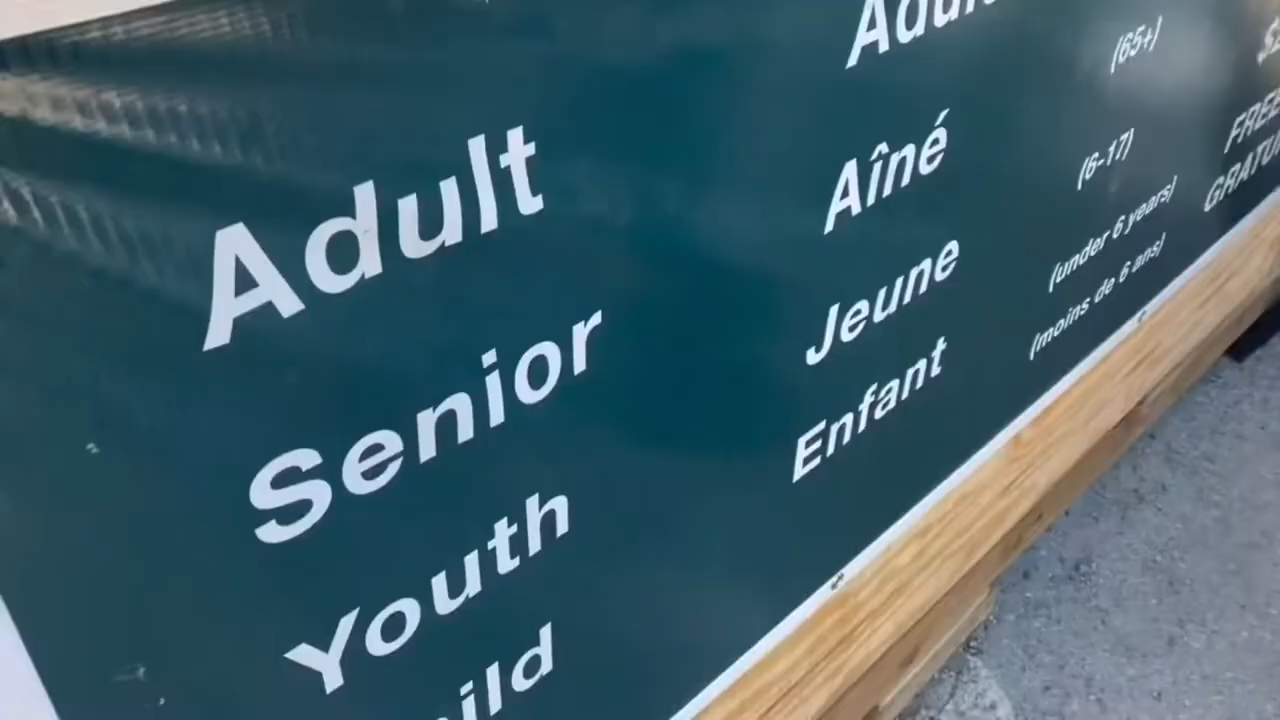 Adult
Senior
Youth
Aîné
Jeune
Enfant
(65+)
(6-17)
(under 6 years)
(moins de 6 ans)
FREE